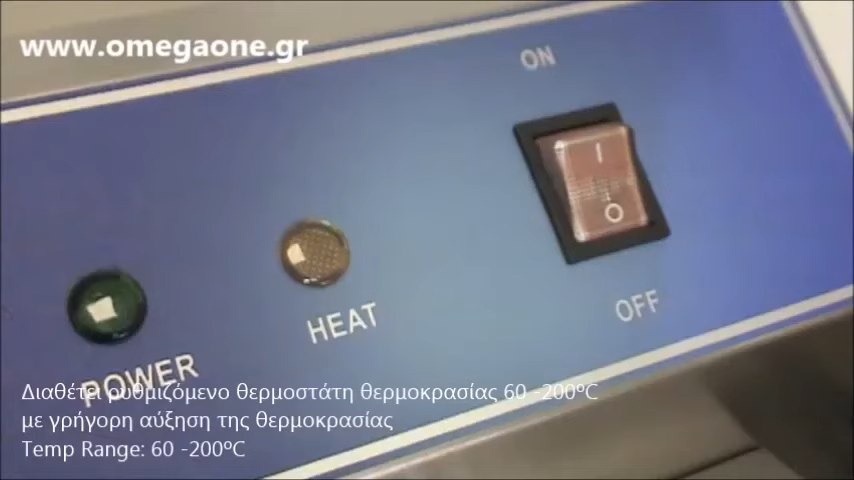 www.omegaone.gr
ON
I
O
OFF
HEAT
POWER
Διαθέτει ρυθμιζόμενο θερμοστάτη θερμοκρασίας 60 -200ºC
με γρήγορη αύξηση της θερμοκρασίας
Temp Range: 60 -200ºC